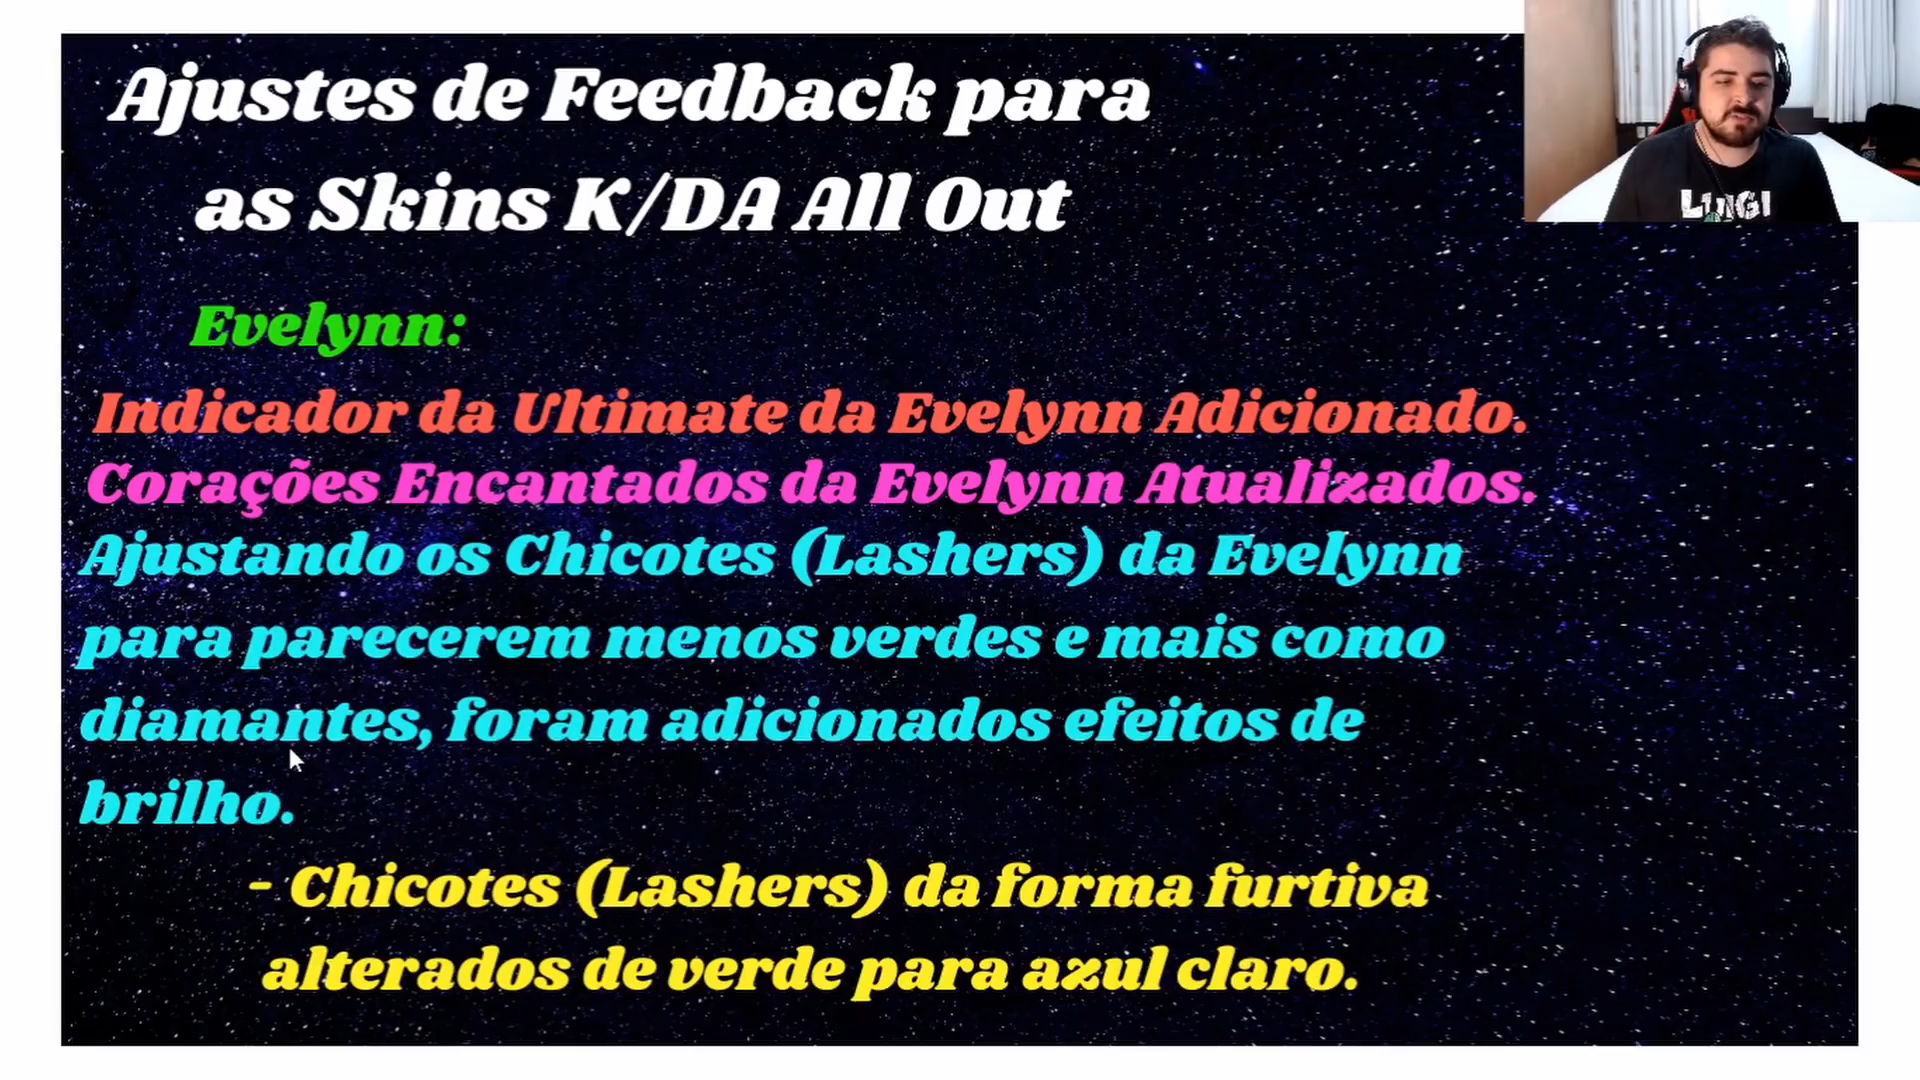 Ajustes de Feedback para
as Skins K/DA All Out
LUIGI
Evelynn:
Indicador da Ultimate da Evelynn Adicionado.
Corações Encantados da Evelynn Atualizados.
Ajustando os Chicotes (Lashers) da Evelynn
para parecerem menos verdes e mais como
diamantes, foram adicionados efeitos de
brilho.
- Chicotes (Lashers) da forma furtiva
alterados de verde para azul claro.